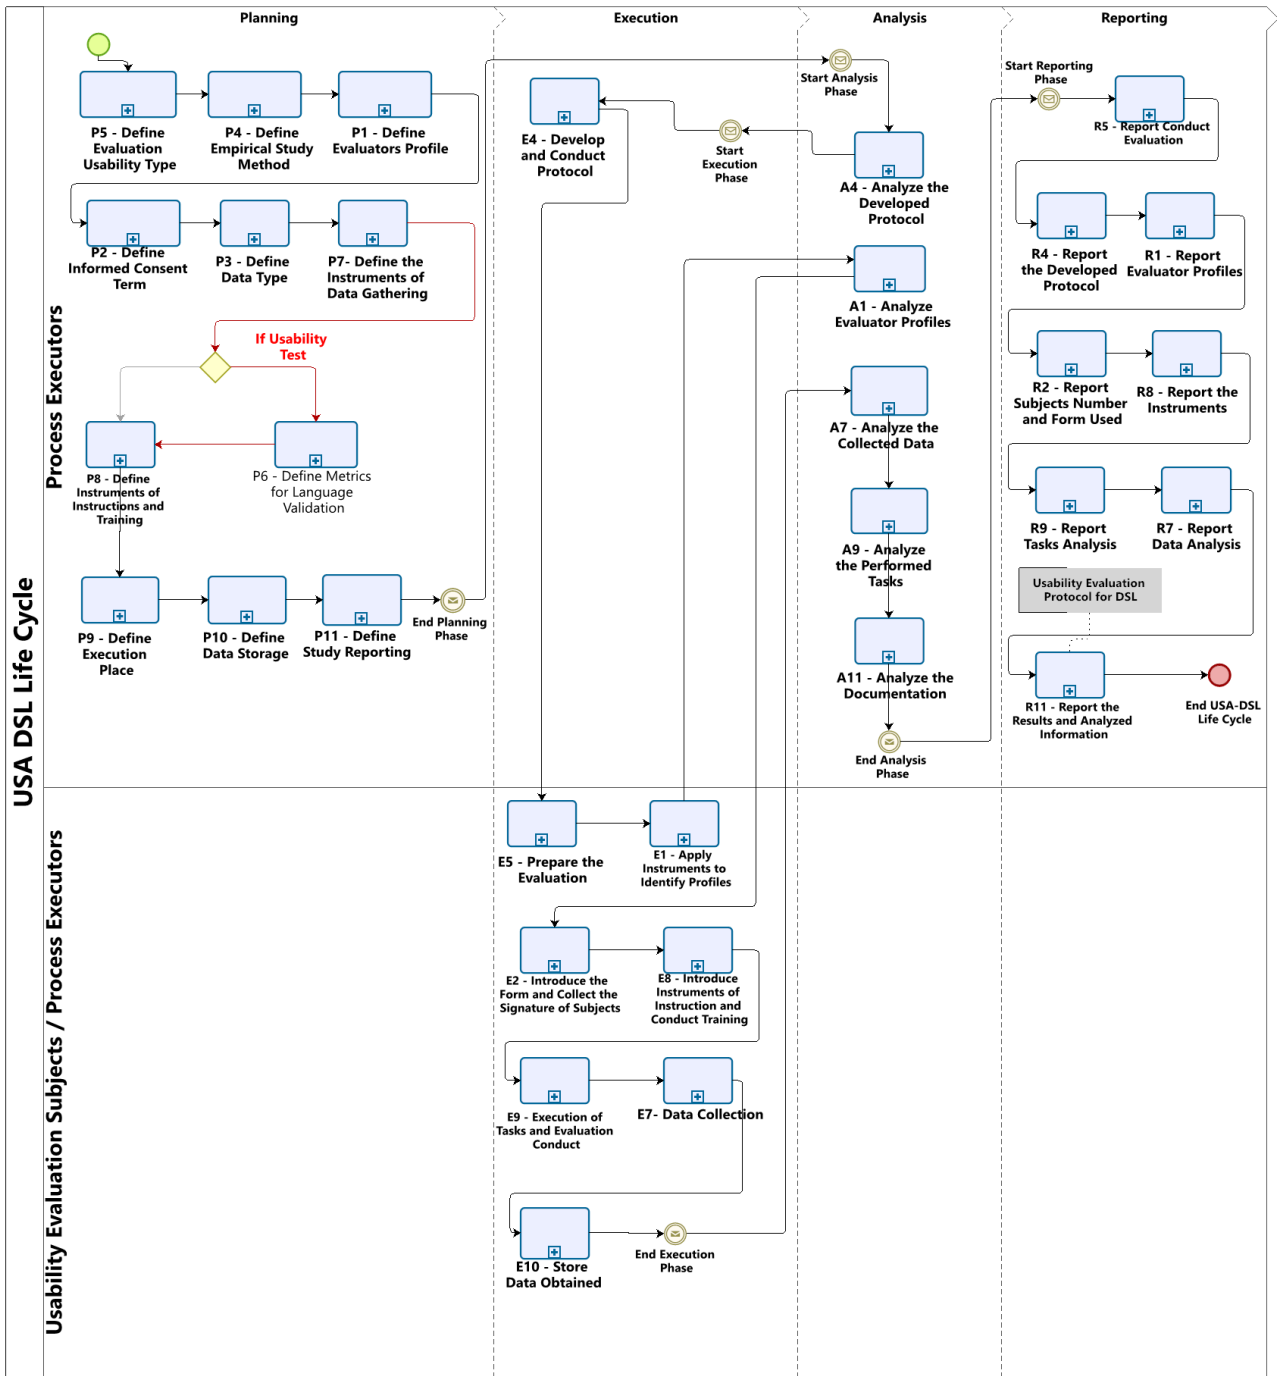 Planning
Execution
Analysis
Reporting
USA DSL Life Cycle
Process Executors
P5 - Define
Evaluation
Usability Type
P4 - Define
Empirical Study
Method
P1 - Define
Evaluators Profile
P2 - Define
Informed Consent
Term
P3 - Define
Data Type
P7- Define the
Instruments of
Data Gathering
If Usability
Test
P8 - Define
Instruments of
Instructions and
Training
P6 - Define Metrics
for Language
Validation
P9 - Define
Execution
Place
P10 - Define
Data Storage
P11 - Define
Study Reporting
End Planning
Phase
E4 - Develop
and Conduct
Protocol
Start
Execution
Phase
Start Analysis
Phase
A4 - Analyze the
Developed
Protocol
A1 - Analyze
Evaluator Profiles
A7 - Analyze the
Collected Data
A9 - Analyze
the Performed
Tasks
A11 - Analyze the
Documentation
End Analysis
Phase
Start Reporting
Phase
R5 - Report Conduct
Evaluation
R4 - Report
the Developed
Protocol
R1 - Report
Evaluator Profiles
R2 - Report
Subjects Number
and Form Used
R8 - Report the
Instruments
R9 - Report
Tasks Analysis
R7 - Report
Data Analysis
Usability Evaluation
Protocol for DSL
R11 - Report the
Results and Analyzed
Information
End USA-DSL
Life Cycle
Usability Evaluation Subjects / Process Executors
E5 - Prepare the
Evaluation
E1 - Apply
Instruments to
Identify Profiles
E2 - Introduce the
Form and Collect the
Signature of Subjects
E8 - Introduce
Instruments of
Instruction and
Conduct Training
E9 - Execution of
Tasks and Evaluation
Conduct
E7- Data Collection
E10 - Store
Data Obtained
End Execution
Phase